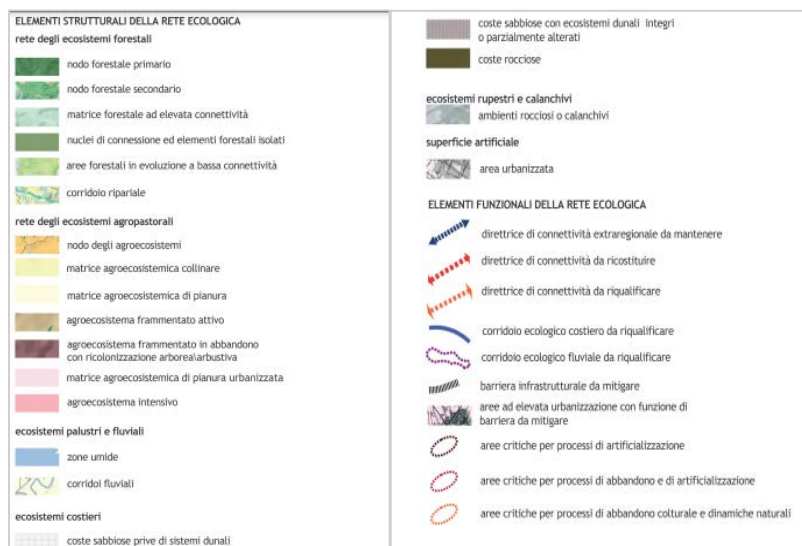 ELEMENTI STRUTTURALI DELLA RETE ECOLOGICA
rete degli ecosistemi forestali
nodo forestale primario
nodo forestale secondario
matrice forestale ad elevata connettività
nuclei di connessione ed elementi forestali isolati
aree forestali in evoluzione a bassa connettività
corridoio ripariale
rete degli ecosistemi agropastorali
nodo degli agroecosistemi
matrice agroecosistemica collinare
matrice agroecosistemica di pianura
agroecosistema frammentato attivo
agroecosistema frammentato in abbandono
con ricolonizzazione arborea\arbustiva
matrice agroecosistemica di pianura urbanizzata
agroecosistema intensivo
ecosistemi palustri e fluviali
zone umide
corridoi fluviali
ecosistemi costieri
coste sabbiose prive di sistemi dunali
coste sabbiose con ecosistemi dunali integri
o parzialmente alterati
coste rocciose
ecosistemi rupestri e calanchivi
ambienti rocciosi o calanchivi
superficie artificiale
area urbanizzata
ELEMENTI FUNZIONALI DELLA RETE ECOLOGICA
direttrice di connettività extraregionale da mantenere
direttrice di connettività da ricostituire
direttrice di connettività da riqualificare
corridoio ecologico costiero da riqualificare
corridoio ecologico fluviale da riqualificare
barriera infrastrutturale da mitigare
aree ad elevata urbanizzazione con funzione di
barriera da mitigare
aree critiche per processi di artificializzazione
aree critiche per processi di abbandono e di artificializzazione
aree critiche per processi di abbandono colturale e dinamiche naturali